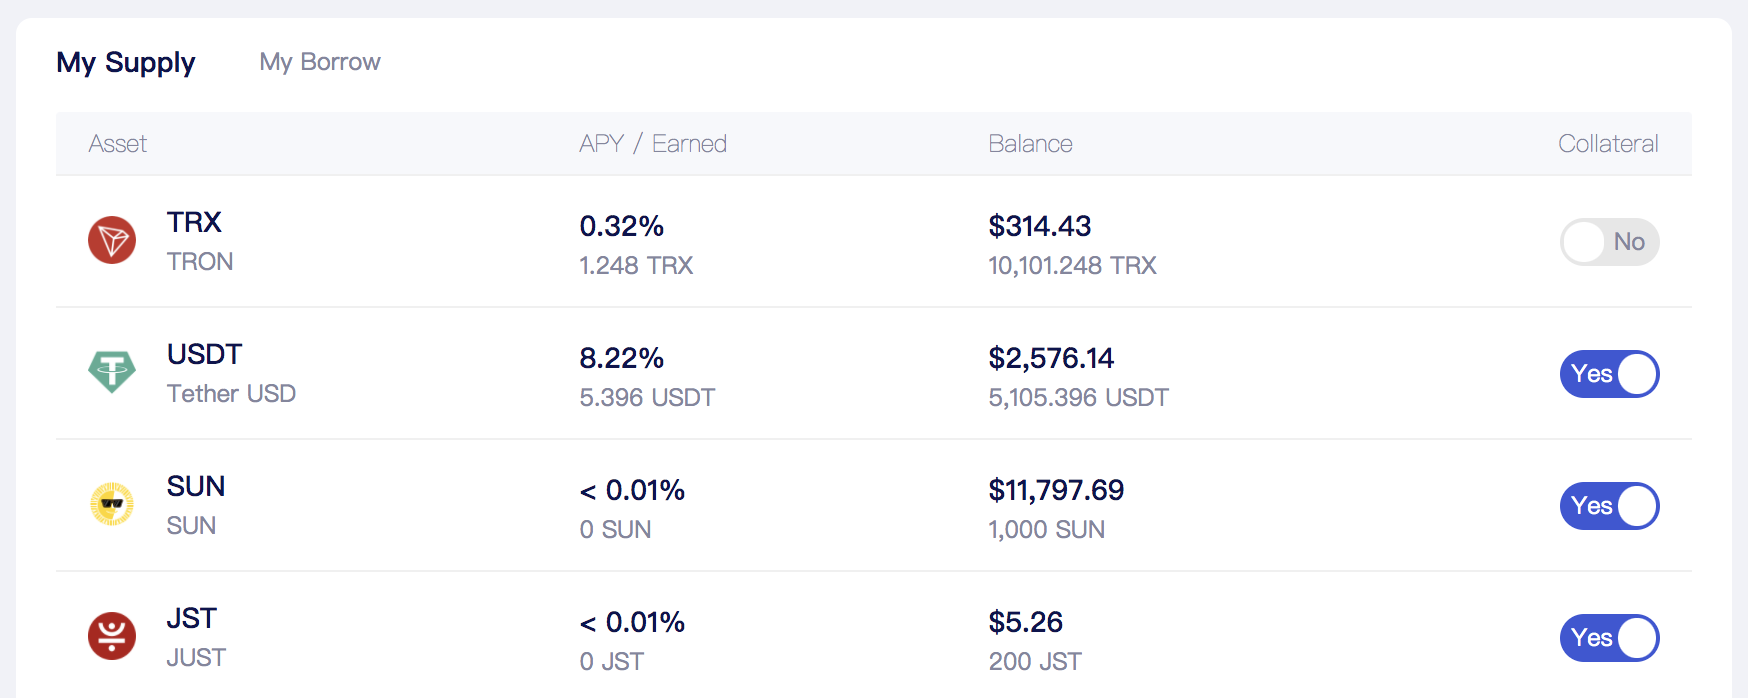 My Supply My Borrow
Asset APY / Earned Balance Collateral
TRX 0.32% $314.43 No
TRON 1.248 TRX 10,101.248 TRX
USDT 8.22% $2,576.14 Yes
Tether USD 5.396 USDT 5,105.396 USDT
SUN < 0.01% $11,797.69 Yes
SUN 0 SUN 1,000 SUN
JST < 0.01% $5.26 Yes
JUST 0 JST 200 JST